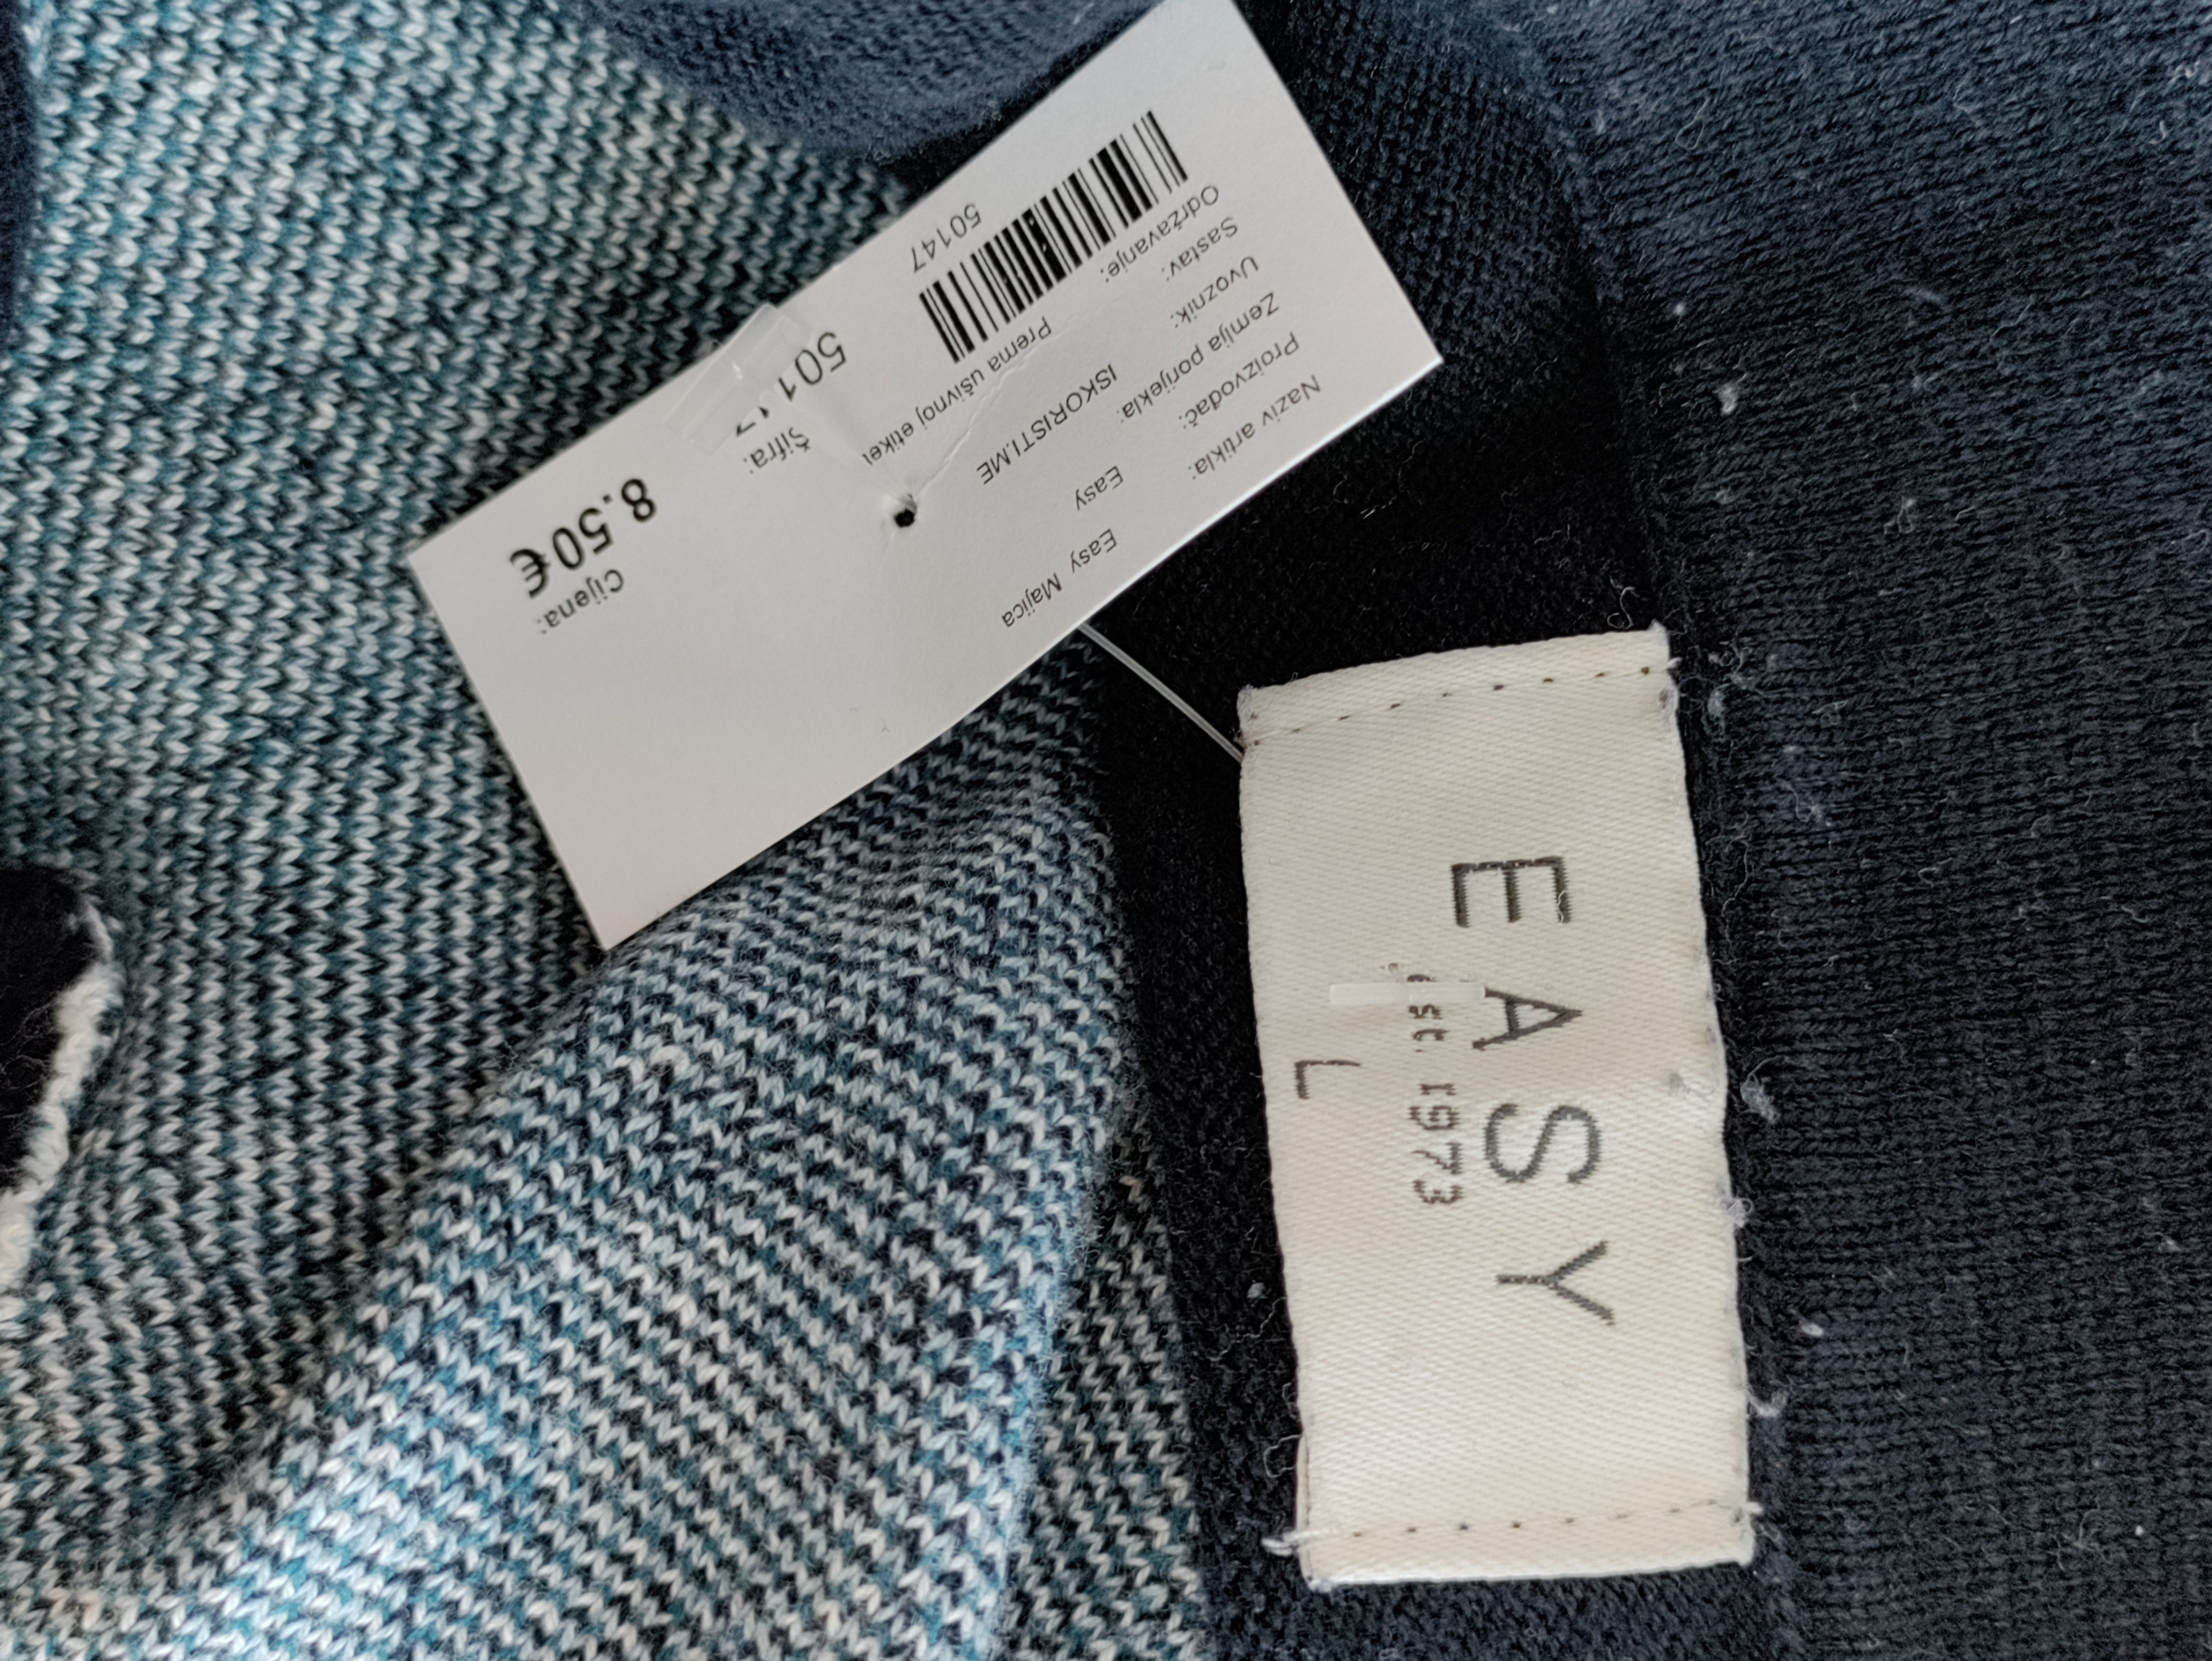 Naziv artikla: Easy Majica
Proizvođač: Easy
Zemlja porijekla:
Uvoznik: ISKORISTI.ME
Sastav:
Održavanje: Prema ušivnoj
50147
Šifra:
Cijena:
8.50€
EASY
1973
L